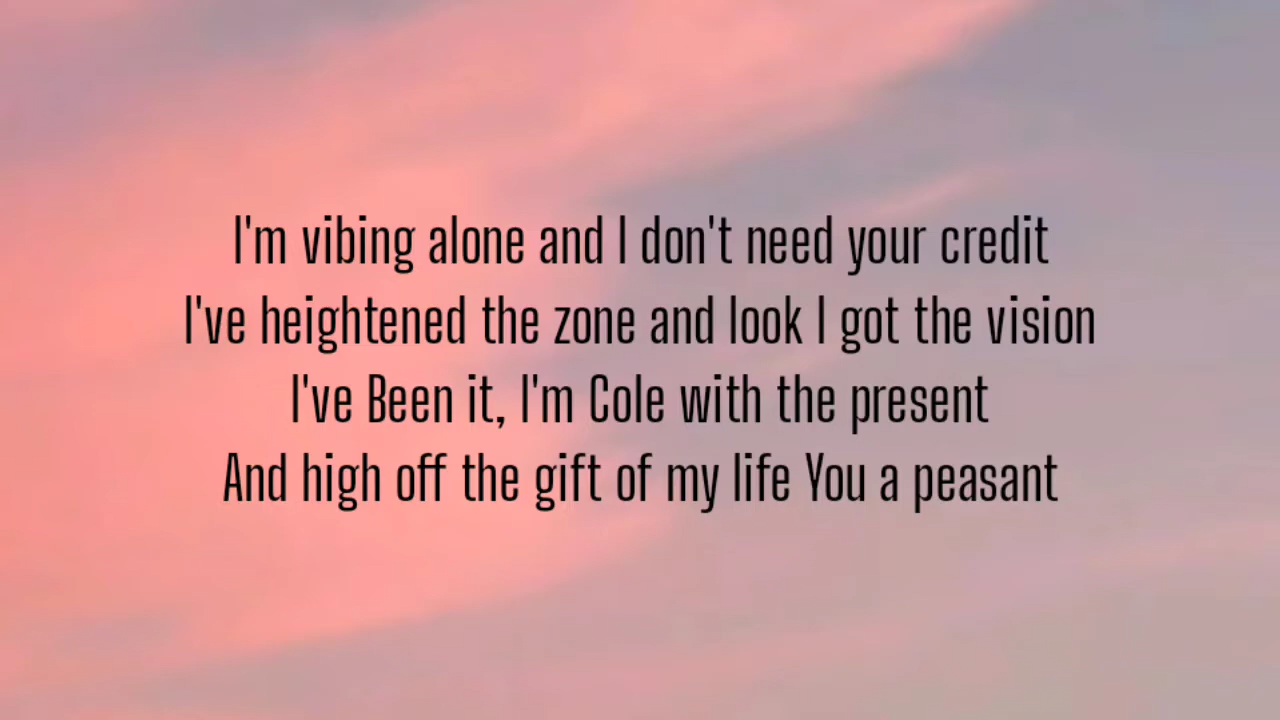 I'm vibing alone and I don't need your credit
I've heightened the zone and look I got the vision
I've Been it, I'm Cole with the present
And high off the gift of my life You a peasant